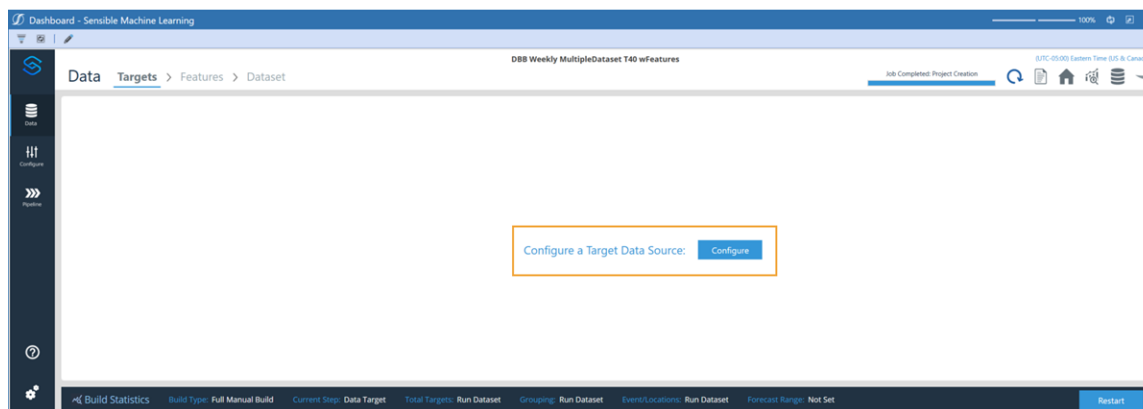 Dashboard - Sensible Machine Learning
100%
DBB Weekly MultipleDataset T40 wFeatures
(UTC-05:00) Eastern Time (US & Canad
Data Targets > Features > Dataset
Job Completed: Project Creation
Data
Configure
Pipeline
Configure a Target Data Source: Configure
Build Statistics Build Type: Full Manual Build Current Step: Data Target Total Targets: Run Dataset Grouping: Run Dataset Event/Locations: Run Dataset Forecast Range: Not Set Restart